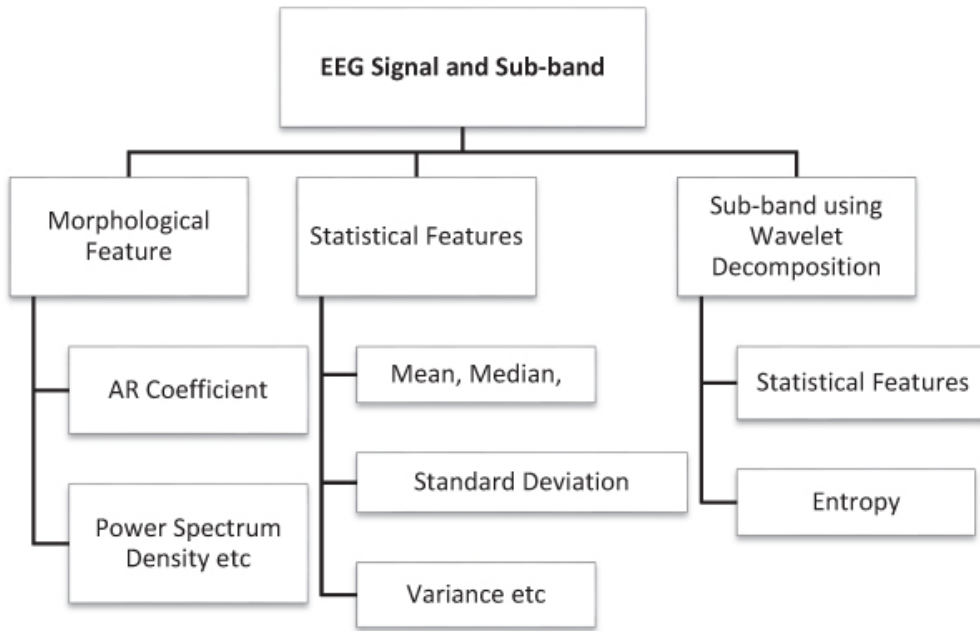 EEG Signal and Sub-band
Morphological
Feature
AR Coefficient
Power Spectrum
Density etc
Statistical Features
Mean, Median,
Standard Deviation
Variance etc
Sub-band using
Wavelet
Decomposition
Statistical Features
Entropy